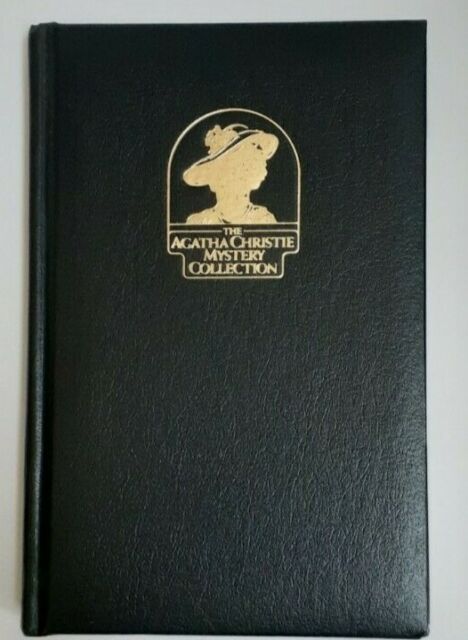 THE
AGATHA CHRISTIE
MYSTERY
COLLECTION